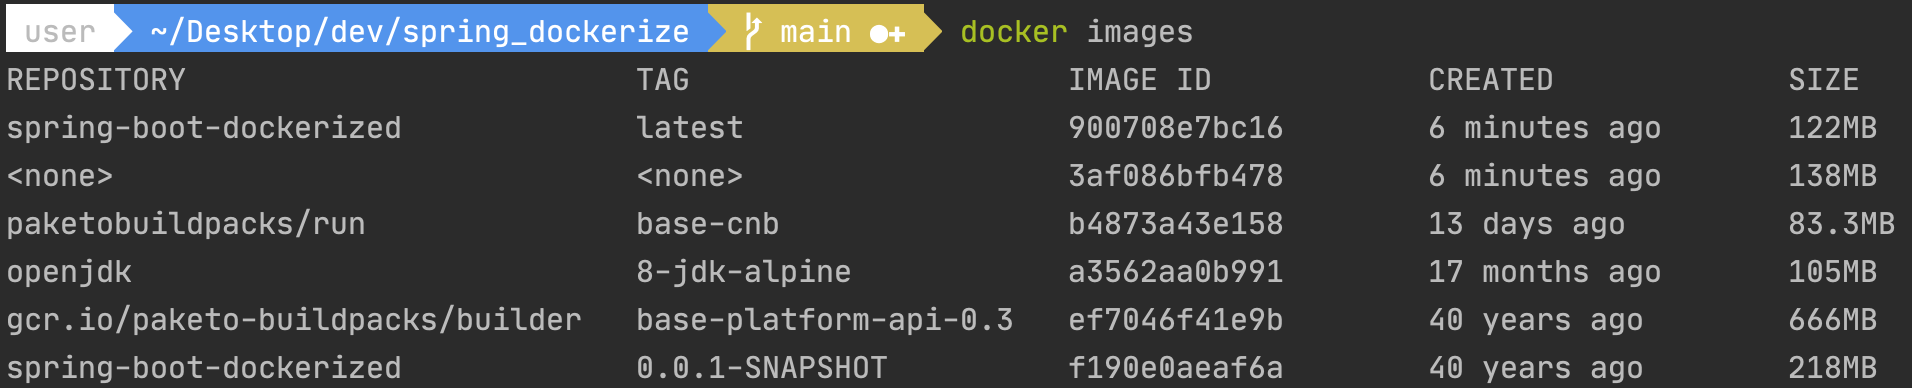 user ~/Desktop/dev/spring_dockerize main ●+ docker images
REPOSITORY TAG IMAGE ID CREATED SIZE
spring-boot-dockerized latest 900708e7bc16 6 minutes ago 122MB
<none> <none> 3af086bfb478 6 minutes ago 138MB
paketobuildpacks/run base-cnb b4873a43e158 13 days ago 83.3MB
openjdk 8-jdk-alpine a3562aa0b991 17 months ago 105MB
gcr.io/paketo-buildpacks/builder base-platform-api-0.3 ef7046f41e9b 40 years ago 666MB
spring-boot-dockerized 0.0.1-SNAPSHOT f190e0aeaf6a 40 years ago 218MB